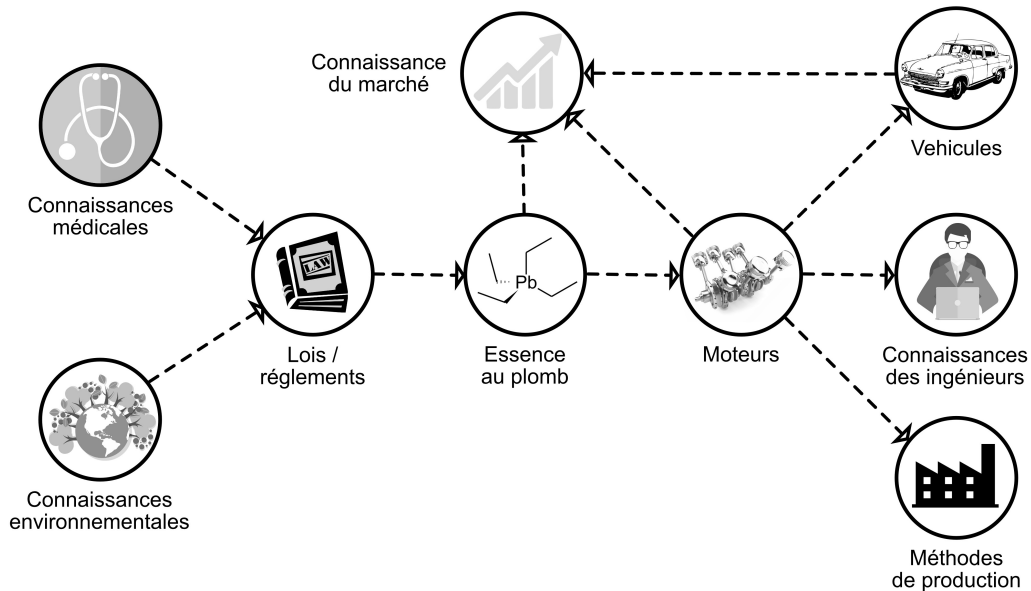 Connaissance
du marché
Vehicules
Connaissances
médicales
LAW
Lois /
réglements
Pb
Essence
au plomb
Moteurs
Connaissances
des ingénieurs
Connaissances
environnementales
Méthodes
de production